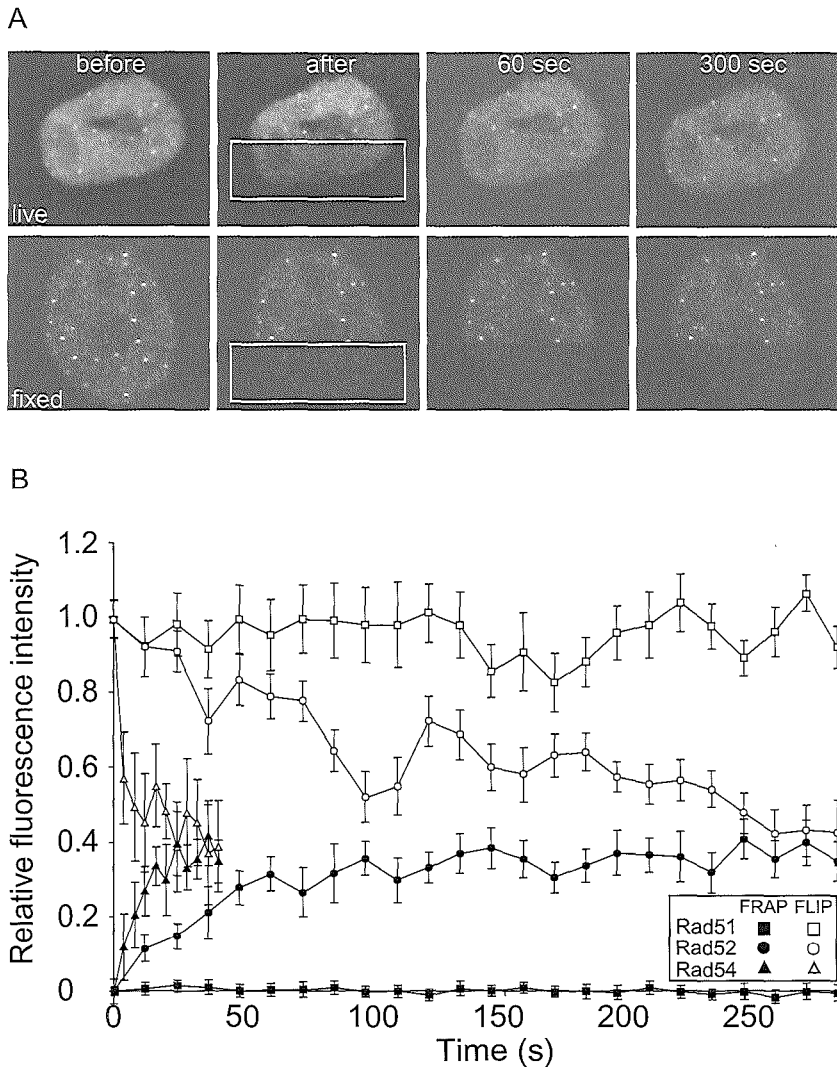 A
before after 60 sec 300 sec
live
fixed
B
Relative fluorescence intensity
1.2
1.0
0.8
0.6
0.4
0.2
0
0 50 100 150 200 250
Time (s)
FRAP FLIP
Rad51
Rad52
Rad54